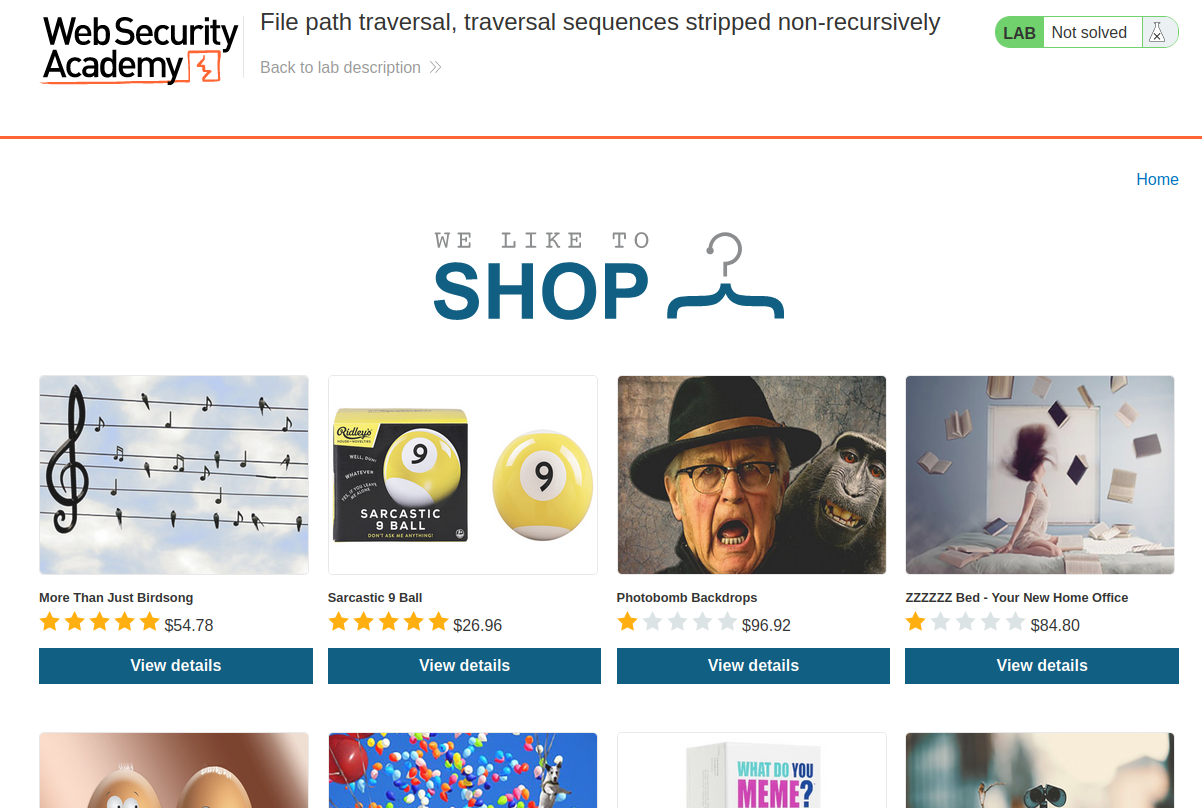 Web Security
Academy
File path traversal, traversal sequences stripped non-recursively
Back to lab description
LAB Not solved
Home
WE LIKE TO
SHOP
Ridley's
HOUSE OF NOVELTIES
WELL, DUH!
WHATEVER
YES, IF YOU LEAVE
ME ALONE
9
SARCASTIC
9 BALL
DON'T ASK ME ANYTHING!
9
More Than Just Birdsong
$54.78
View details
Sarcastic 9 Ball
$26.96
View details
Photobomb Backdrops
$96.92
View details
ZZZZZZ Bed - Your New Home Office
$84.80
View details
WHAT DO YOU
MEME?